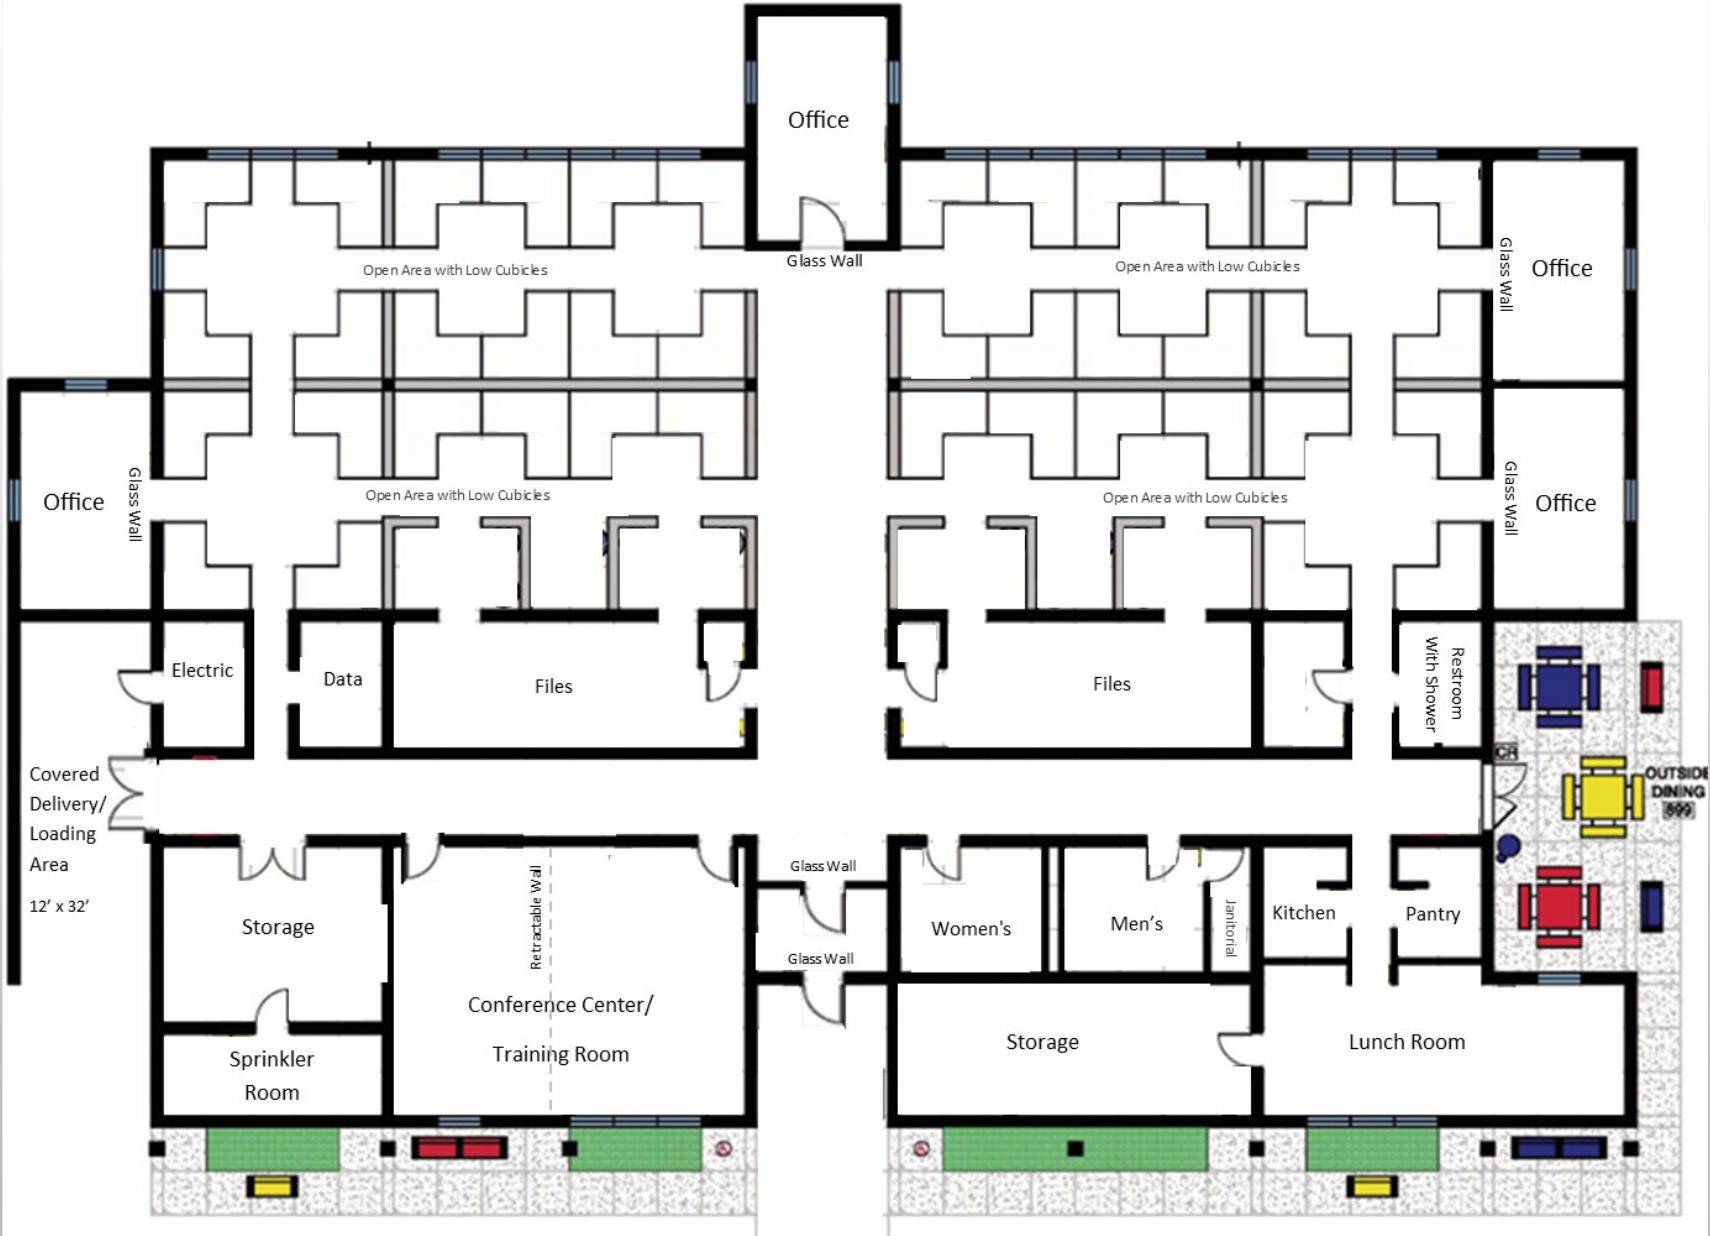 Office
Glass Wall
Open Area with Low Cubicles
Open Area with Low Cubicles
Glass Wall
Office
Office
Glass Wall
Open Area with Low Cubicles
Open Area with Low Cubicles
Glass Wall
Office
Electric
Data
Files
Files
Restroom
With Shower
Covered
Delivery/
Loading
Area
12’ x 32’
CR
OUTSIDE
DINING
899
Storage
Retractable Wall
Conference Center/
Training Room
Glass Wall
Glass Wall
Women's
Men’s
Janitorial
Kitchen
Pantry
Sprinkler
Room
Storage
Lunch Room